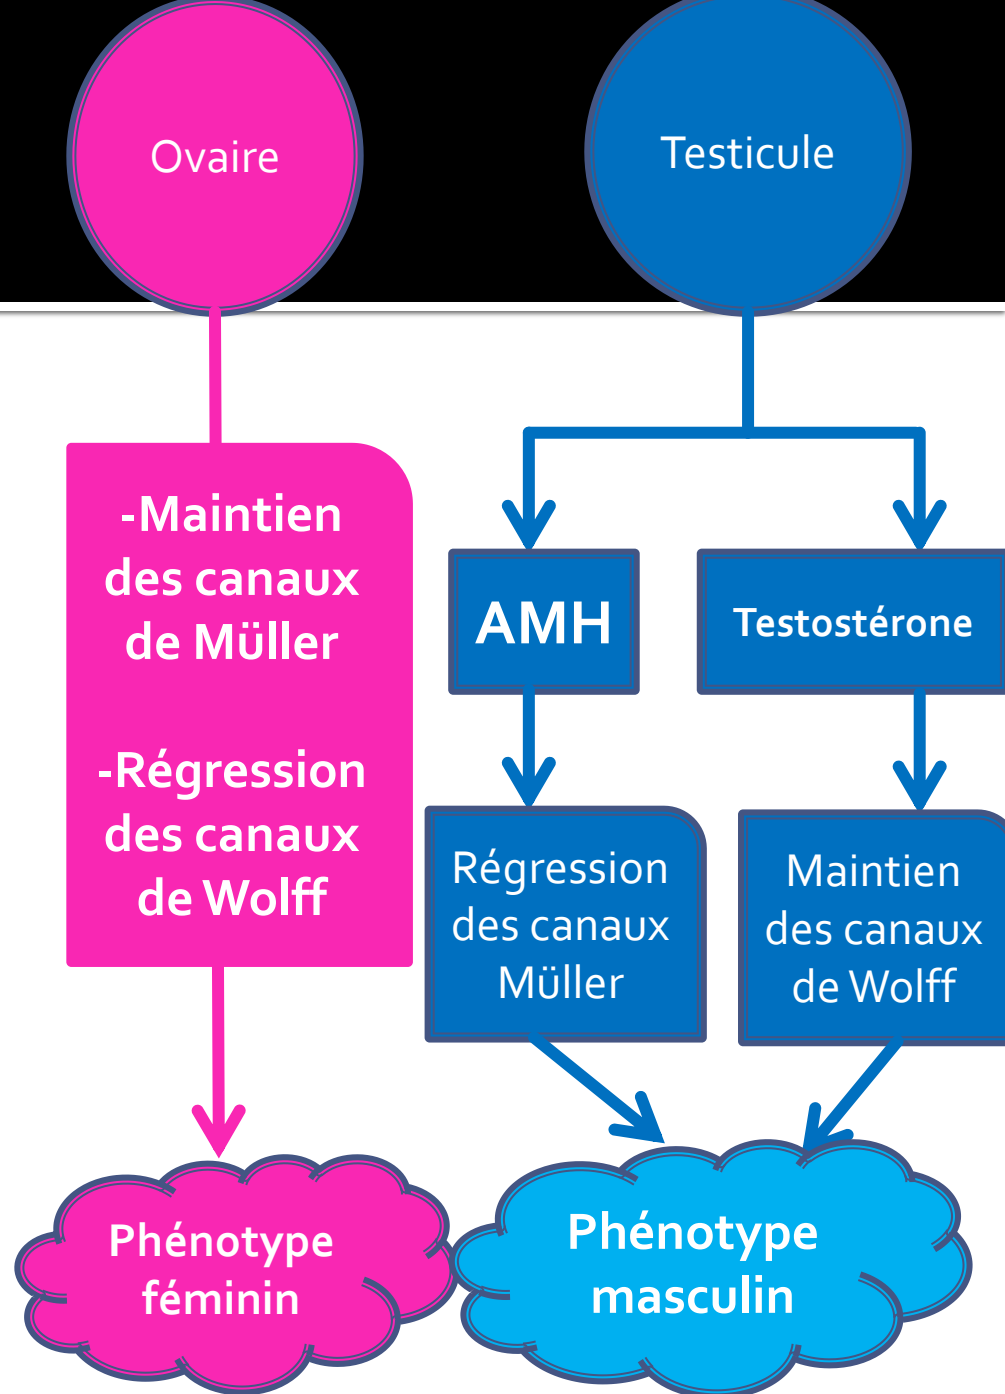 Ovaire
Testicule
-Maintien
des canaux
de Müller
-Régression
des canaux
de Wolff
AMH
Testostérone
Régression
des canaux
Müller
Maintien
des canaux
de Wolff
Phénotype
féminin
Phénotype
masculin